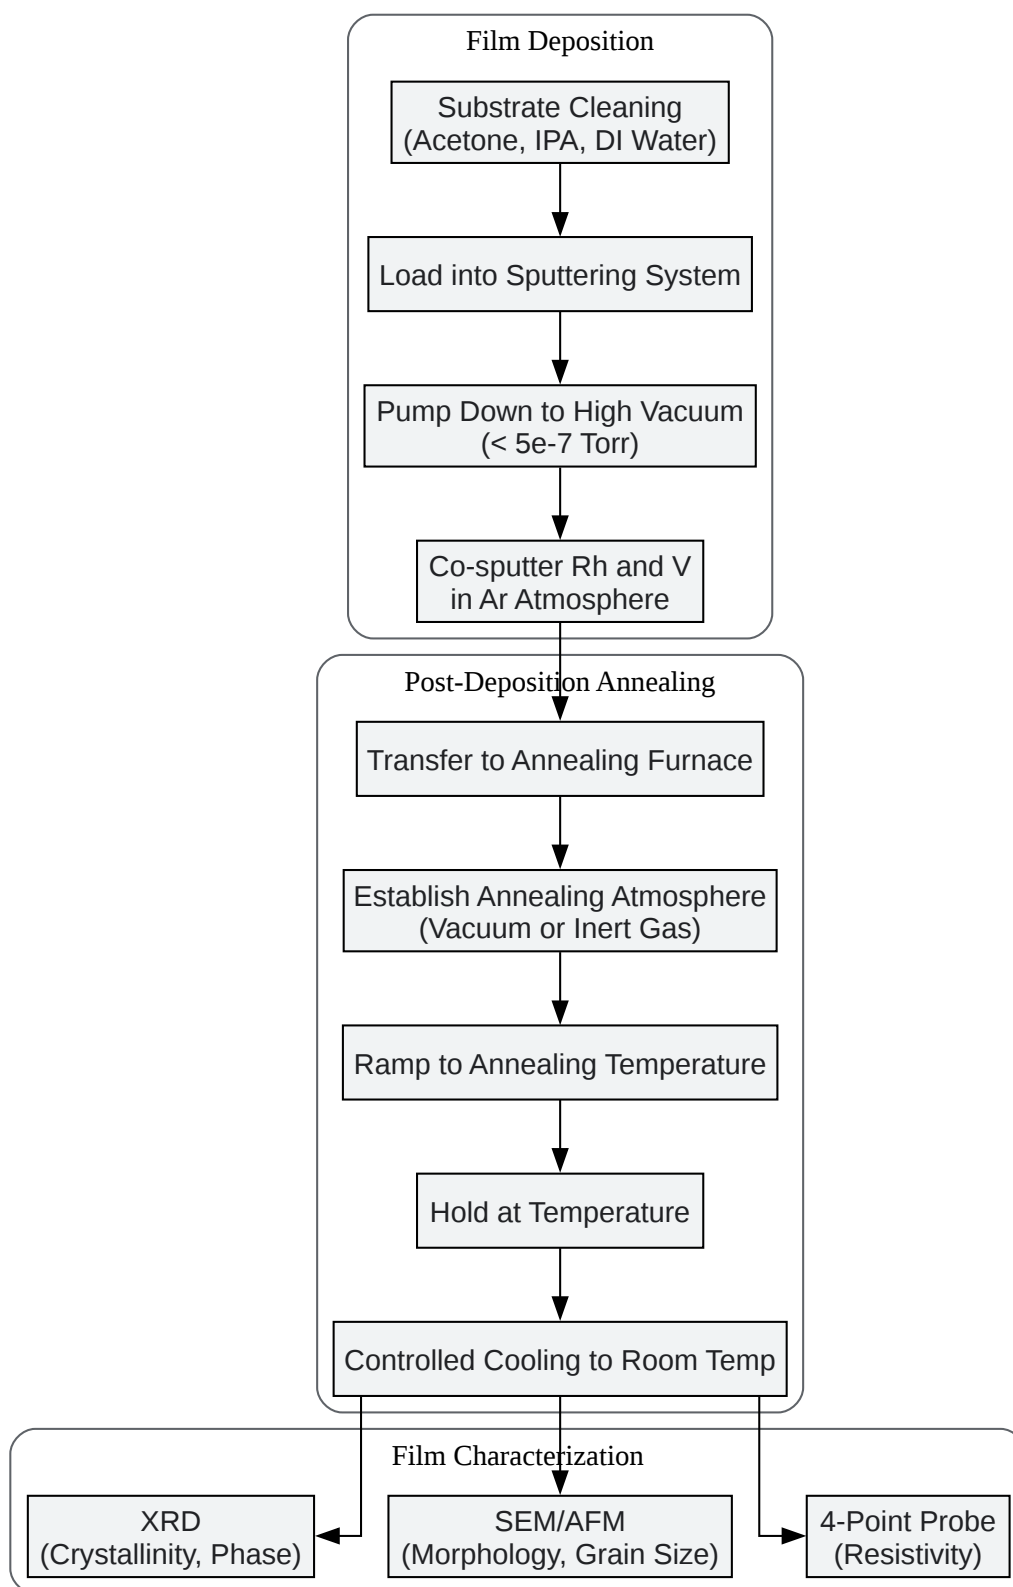 Film Deposition
Substrate Cleaning
(Acetone, IPA, DI Water)
Load into Sputtering System
Pump Down to High Vacuum
(< 5e-7 Torr)
Co-sputter Rh and V
in Ar Atmosphere
Post-Deposition Annealing
Transfer to Annealing Furnace
Establish Annealing Atmosphere
(Vacuum or Inert Gas)
Ramp to Annealing Temperature
Hold at Temperature
Controlled Cooling to Room Temp
Film Characterization
XRD
(Crystallinity, Phase)
SEM/AFM
(Morphology, Grain Size)
4-Point Probe
(Resistivity)